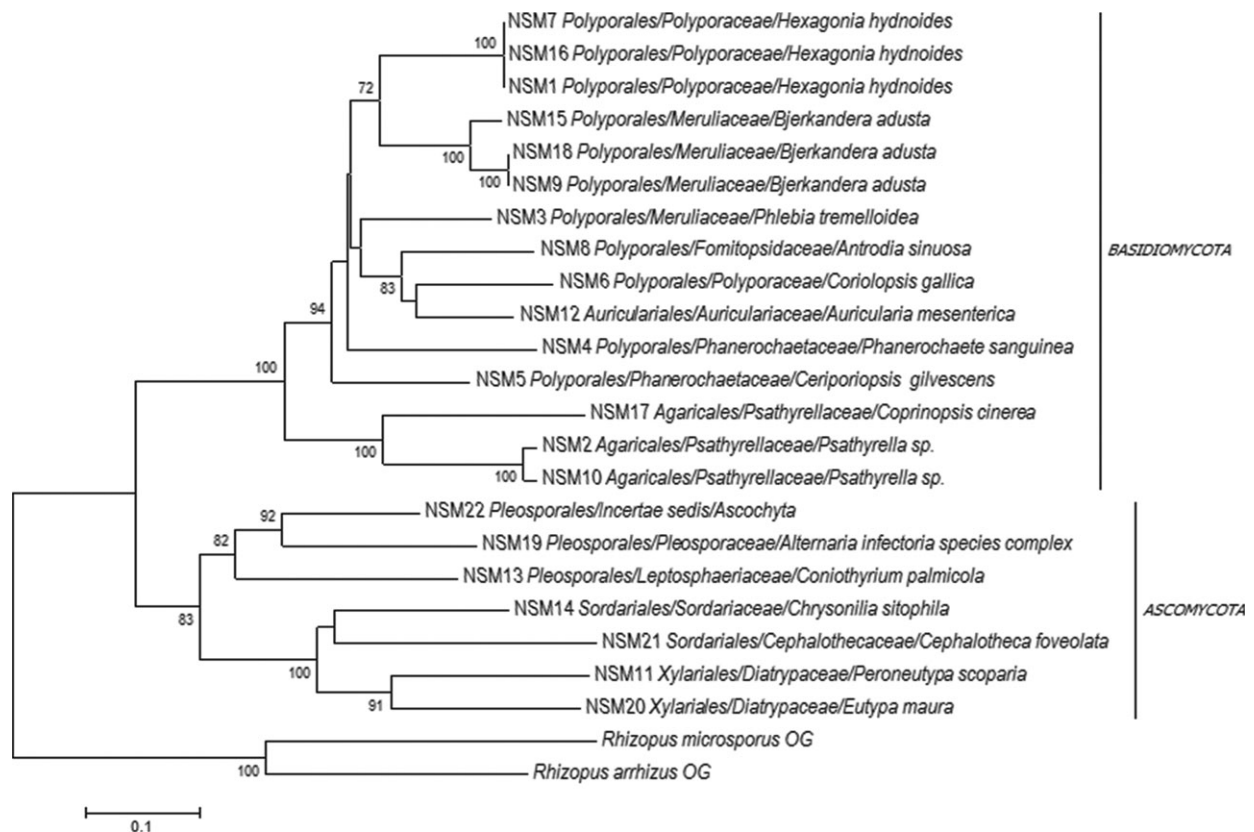 NSM7 Polyporales/Polyporaceae/Hexagonia hydnoides
100
NSM16 Polyporales/Polyporaceae/Hexagonia hydnoides
NSM1 Polyporales/Polyporaceae/Hexagonia hydnoides
72
NSM15 Polyporales/Meruliaceae/Bjerkandera adusta
100
NSM18 Polyporales/Meruliaceae/Bjerkandera adusta
100
NSM9 Polyporales/Meruliaceae/Bjerkandera adusta
NSM3 Polyporales/Meruliaceae/Phlebia tremelloidea
NSM8 Polyporales/Fomitopsidaceae/Antrodia sinuosa
BASIDIOMYCOTA
83
NSM6 Polyporales/Polyporaceae/Coriolopsis gallica
NSM12 Auriculariales/Auriculariaceae/Auricularia mesenterica
94
NSM4 Polyporales/Phanerochaetaceae/Phanerochaete sanguinea
100
NSM5 Polyporales/Phanerochaetaceae/Ceriporiopsis gilvescens
NSM17 Agaricales/Psathyrellaceae/Coprinopsis cinerea
100
NSM2 Agaricales/Psathyrellaceae/Psathyrella sp.
100
NSM10 Agaricales/Psathyrellaceae/Psathyrella sp.
92
NSM22 Pleosporales/Incertae sedis/Ascochyta
82
NSM19 Pleosporales/Pleosporaceae/Alternaria infectoria species complex
NSM13 Pleosporales/Leptosphaeriaceae/Coniothyrium palmicola
83
NSM14 Sordariales/Sordariaceae/Chrysonilia sitophila
ASCOMYCOTA
NSM21 Sordariales/Cephalothecaceae/Cephalotheca foveolata
100
NSM11 Xylariales/Diatrypaceae/Peroneutypa scoparia
91
NSM20 Xylariales/Diatrypaceae/Eutypa maura
Rhizopus microsporus OG
100
Rhizopus arrhizus OG
0.1